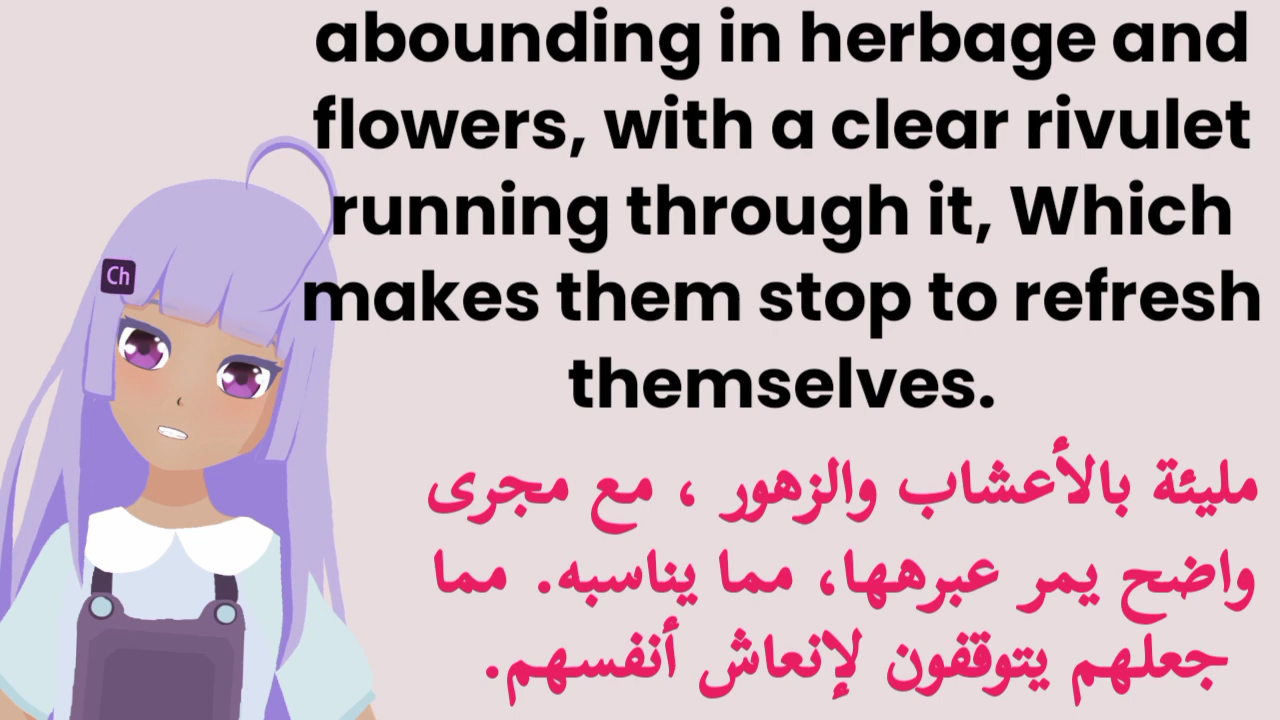 abounding in herbage and
flowers, with a clear rivulet
running through it, Which
makes them stop to refresh
themselves.
مليئة بالأعشاب والزهور ، مع مجرى
واضح يمر عبرهها، مما يناسبه. مما
جعلهم يتوقفون لإنعاش أنفسهم.
Ch